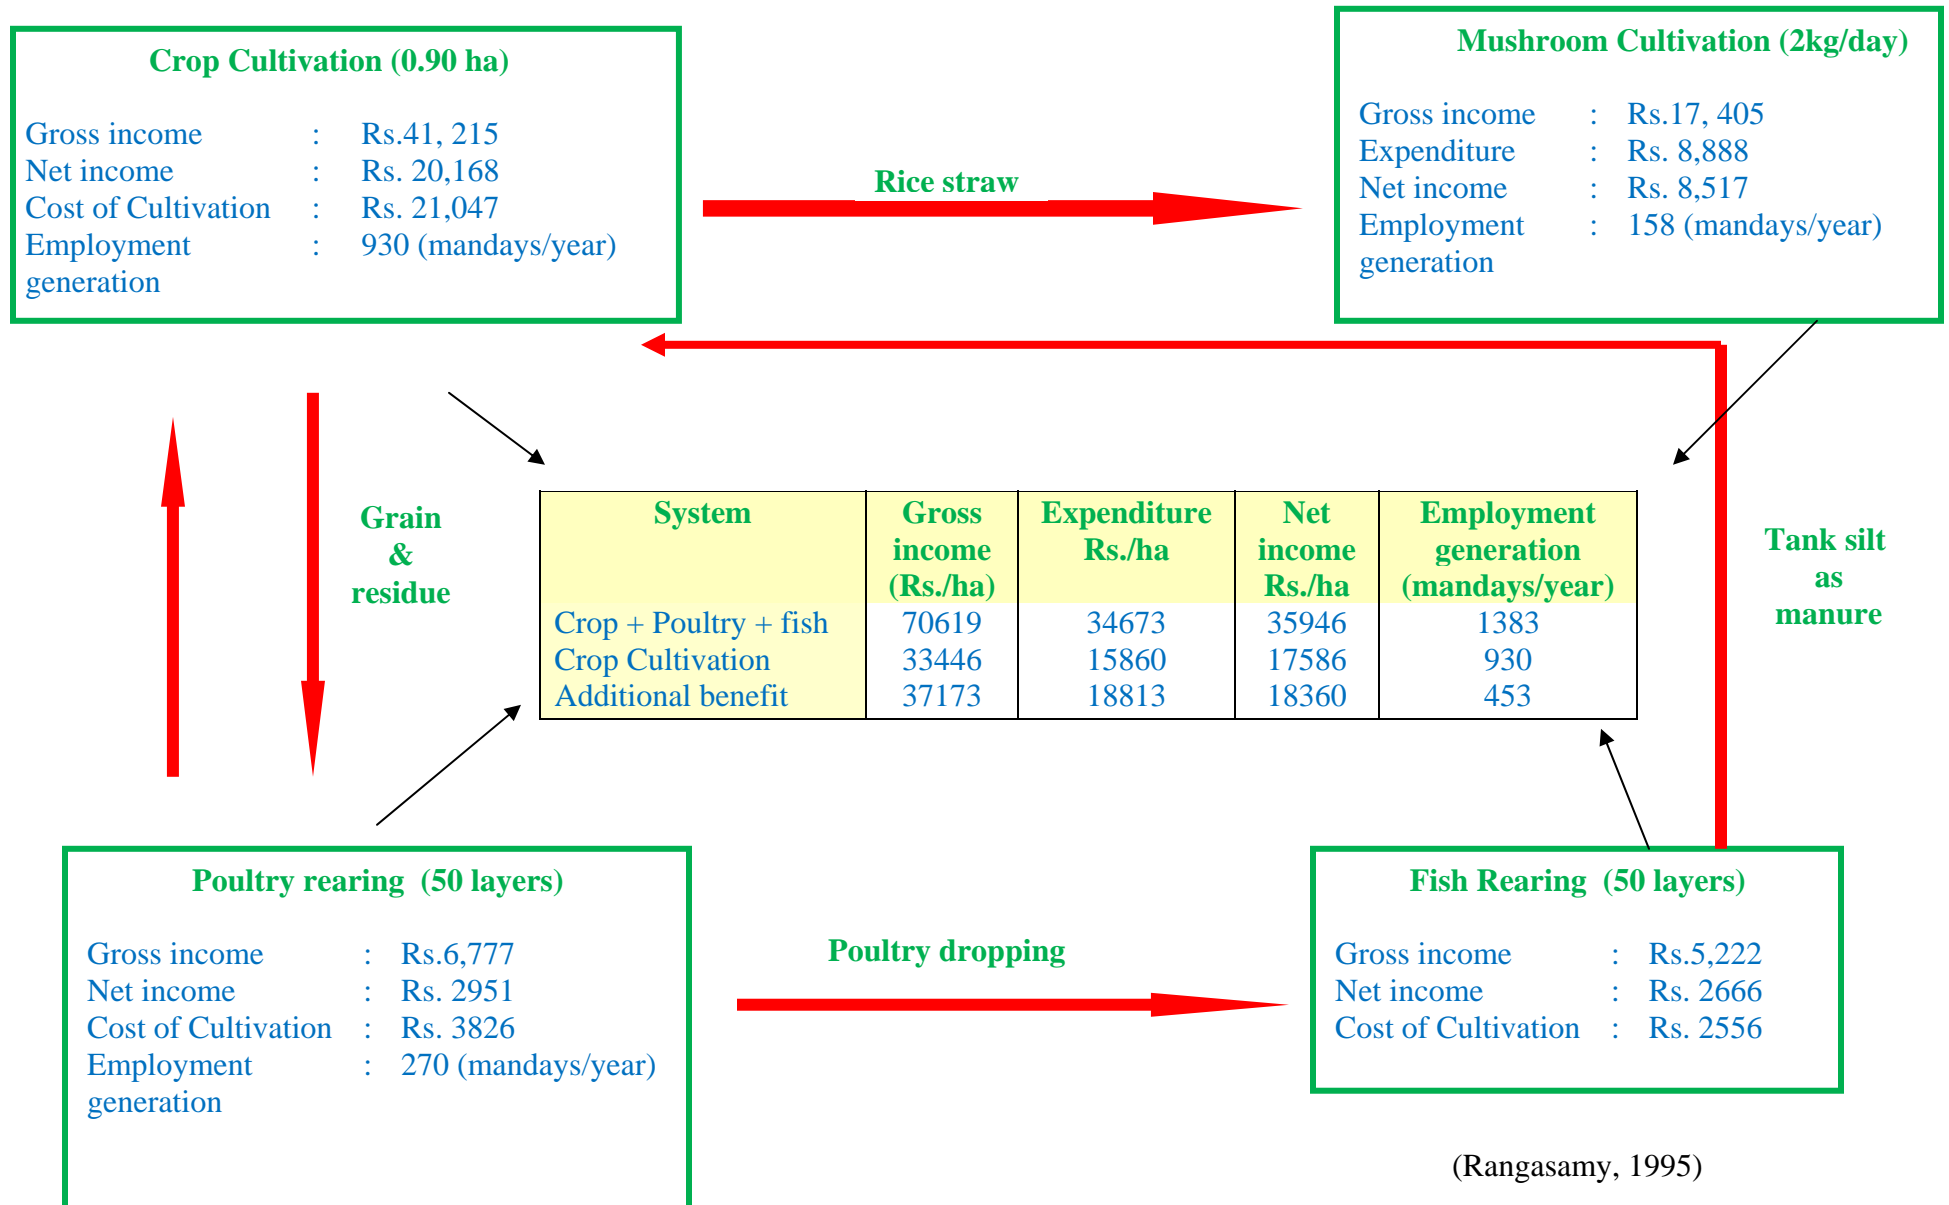 Crop Cultivation (0.90 ha)
Gross income : Rs.41, 215
Net income : Rs. 20,168
Cost of Cultivation : Rs. 21,047
Employment : 930 (mandays/year)
generation
Rice straw
Mushroom Cultivation (2kg/day)
Gross income : Rs.17, 405
Expenditure : Rs. 8,888
Net income : Rs. 8,517
Employment : 158 (mandays/year)
generation
Grain
&
residue
System Gross Expenditure Net Employment
income Rs./ha income generation
(Rs./ha) Rs./ha (mandays/year)
Crop + Poultry + fish 70619 34673 35946 1383
Crop Cultivation 33446 15860 17586 930
Additional benefit 37173 18813 18360 453
Tank silt
as
manure
Poultry rearing (50 layers)
Gross income : Rs.6,777
Net income : Rs. 2951
Cost of Cultivation : Rs. 3826
Employment : 270 (mandays/year)
generation
Poultry dropping
Fish Rearing (50 layers)
Gross income : Rs.5,222
Net income : Rs. 2666
Cost of Cultivation : Rs. 2556
(Rangasamy, 1995)